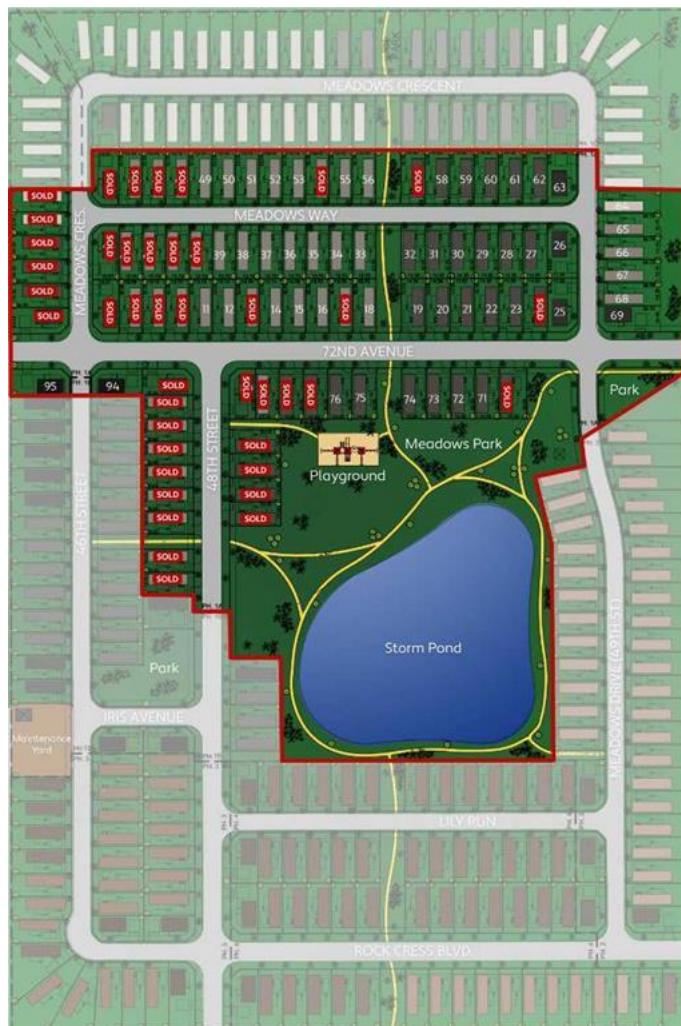 PARK
MEADOWS CRESCENT
SOLD SOLD SOLD SOLD 49 50 51 52 53 SOLD 55 56 SOLD 58 59 60 61 62 63
SOLD
SOLD
SOLD
SOLD
SOLD
SOLD
MEADOWS CRES
MEADOWS WAY
64
65
66
67
68
69
SOLD SOLD SOLD SOLD SOLD 39 38 37 36 35 34 33 32 31 30 29 28 27 26
SOLD SOLD SOLD SOLD 11 12 SOLD 14 15 16 SOLD 18 19 20 21 22 23 SOLD 25
72ND AVENUE
95
94
SOLD
SOLD
SOLD
SOLD
SOLD
SOLD
SOLD
SOLD
SOLD
48TH STREET
46TH STREET
SOLD SOLD SOLD SOLD 76 75 74 73 72 71 SOLD
Park
Meadows Park
Playground
SOLD
SOLD
SOLD
SOLD
Storm Pond
MEADOWS DRIVE (49TH ST)
Park
IRIS AVENUE
Maintenance
Yard
LILY RUN
ROCK CRESS BLVD